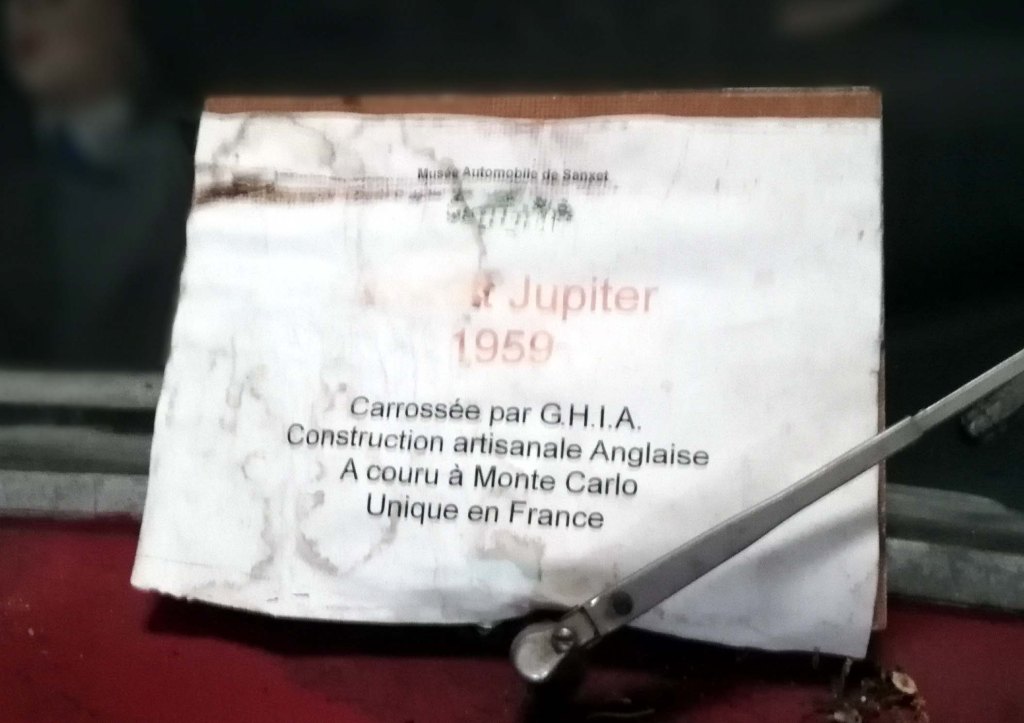 Musée Automobile de Sanxet
Jupiter
1959
Carrossée par G.H.I.A.
Construction artisanale Anglaise
A couru à Monte Carlo
Unique en France